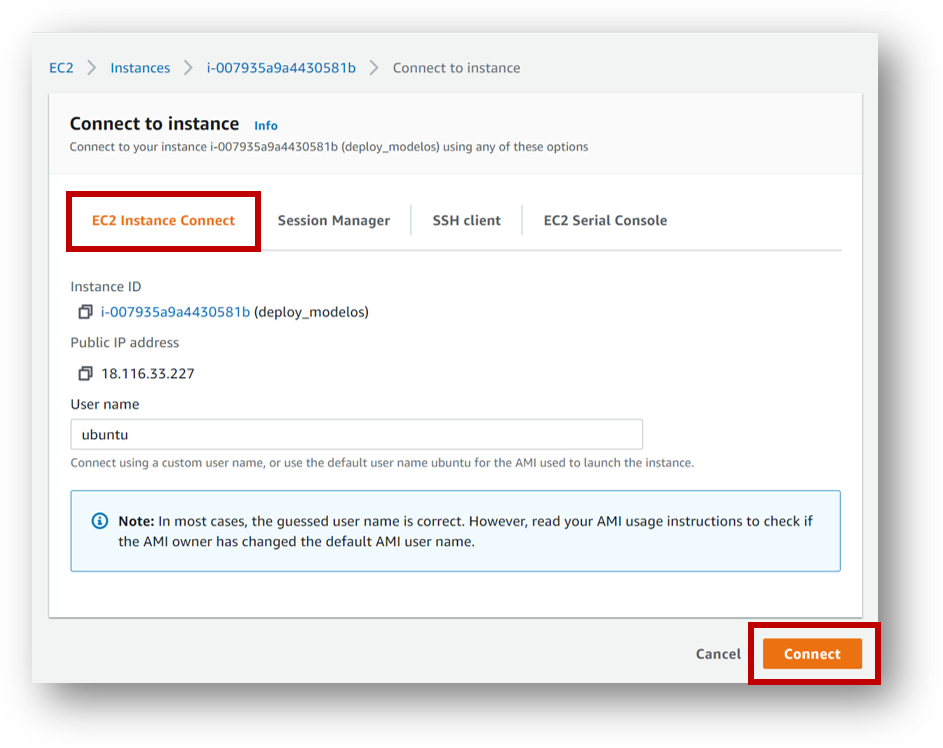 EC2 > Instances > i-007935a9a4430581b > Connect to instance
Connect to instance Info
Connect to your instance i-007935a9a4430581b (deploy_modelos) using any of these options
EC2 Instance Connect Session Manager SSH client EC2 Serial Console
Instance ID
i-007935a9a4430581b (deploy_modelos)
Public IP address
18.116.33.227
User name
ubuntu
Connect using a custom user name, or use the default user name ubuntu for the AMI used to launch the instance.
Note: In most cases, the guessed user name is correct. However, read your AMI usage instructions to check if
the AMI owner has changed the default AMI user name.
Cancel Connect